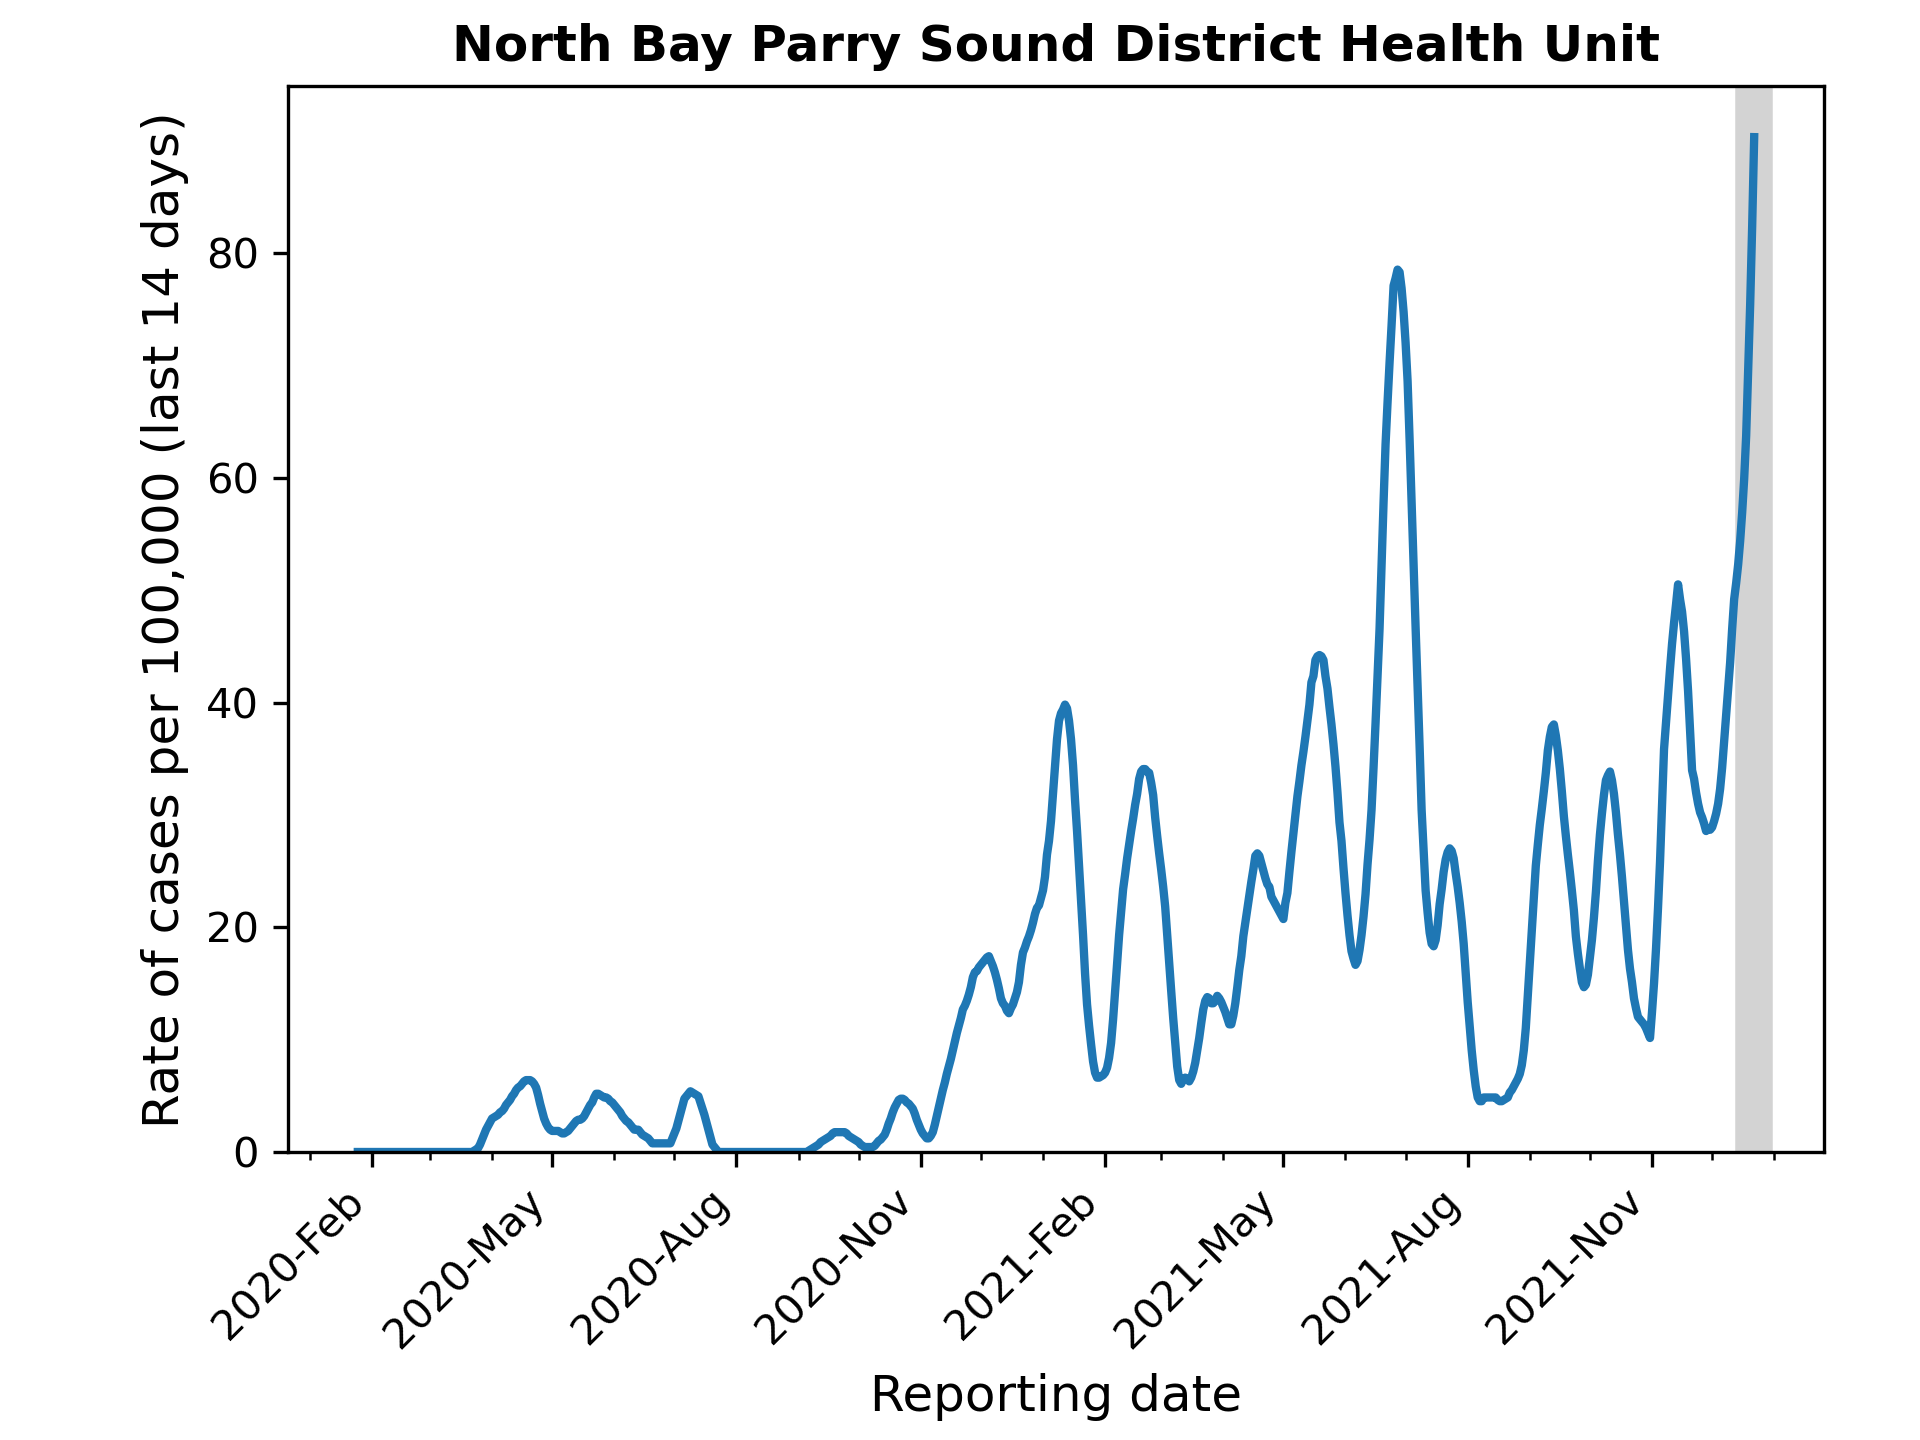 North Bay Parry Sound District Health Unit
Rate of cases per 100,000 (last 14 days)
80
60
40
20
0
2020-Feb
2020-May
2020-Aug
2020-Nov
2021-Feb
2021-May
2021-Aug
2021-Nov
Reporting date